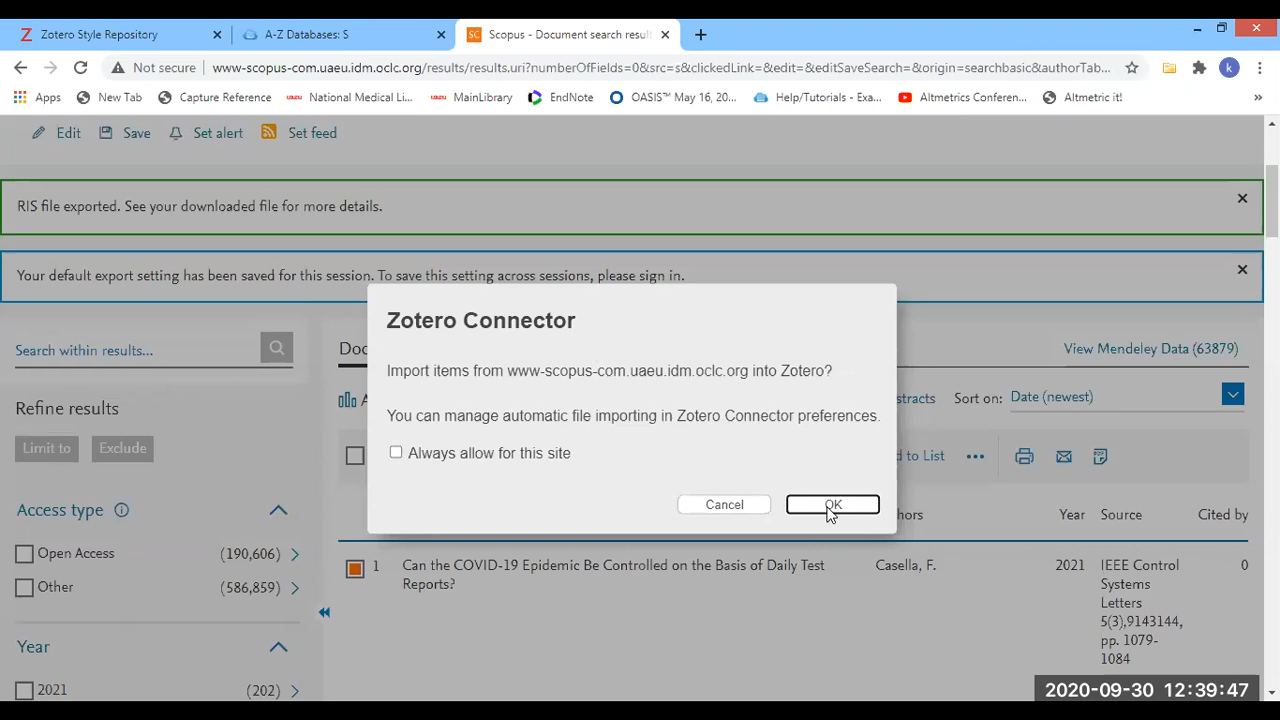 Zotero Style Repository
A-Z Databases: S
SC Scopus - Document search result
Not secure www-scopus-com.uaeu.idm.oclc.org/results/results.uri?numberOfFields=0&src=s&clickedLink=&edit=&editSaveSearch=&origin=searchbasic&authorTab...
k
Apps New Tab Capture Reference National Medical Li... MainLibrary EndNote OASIS™ May 16, 20... Help/Tutorials - Exa... Altmetrics Conferen... Altmetric it! »
Edit Save Set alert Set feed
RIS file exported. See your downloaded file for more details.
Your default export setting has been saved for this session. To save this setting across sessions, please sign in.
Zotero Connector
Import items from www-scopus-com.uaeu.idm.oclc.org into Zotero?
You can manage automatic file importing in Zotero Connector preferences.
Always allow for this site
Cancel OK
Search within results...
Doc
View Mendeley Data (63879)
A
ostracts Sort on: Date (newest)
Refine results
Limit to Exclude
d to List •••
hors Year Source Cited by
Access type
Open Access (190,606)
Other (586,859)
1 Can the COVID-19 Epidemic Be Controlled on the Basis of Daily Test Casella, F. 2021 IEEE Control 0
Reports? Systems
Letters
5(3),9143144,
pp. 1079-
1084
Year
2021 (202)
2020-09-30 12:39:47